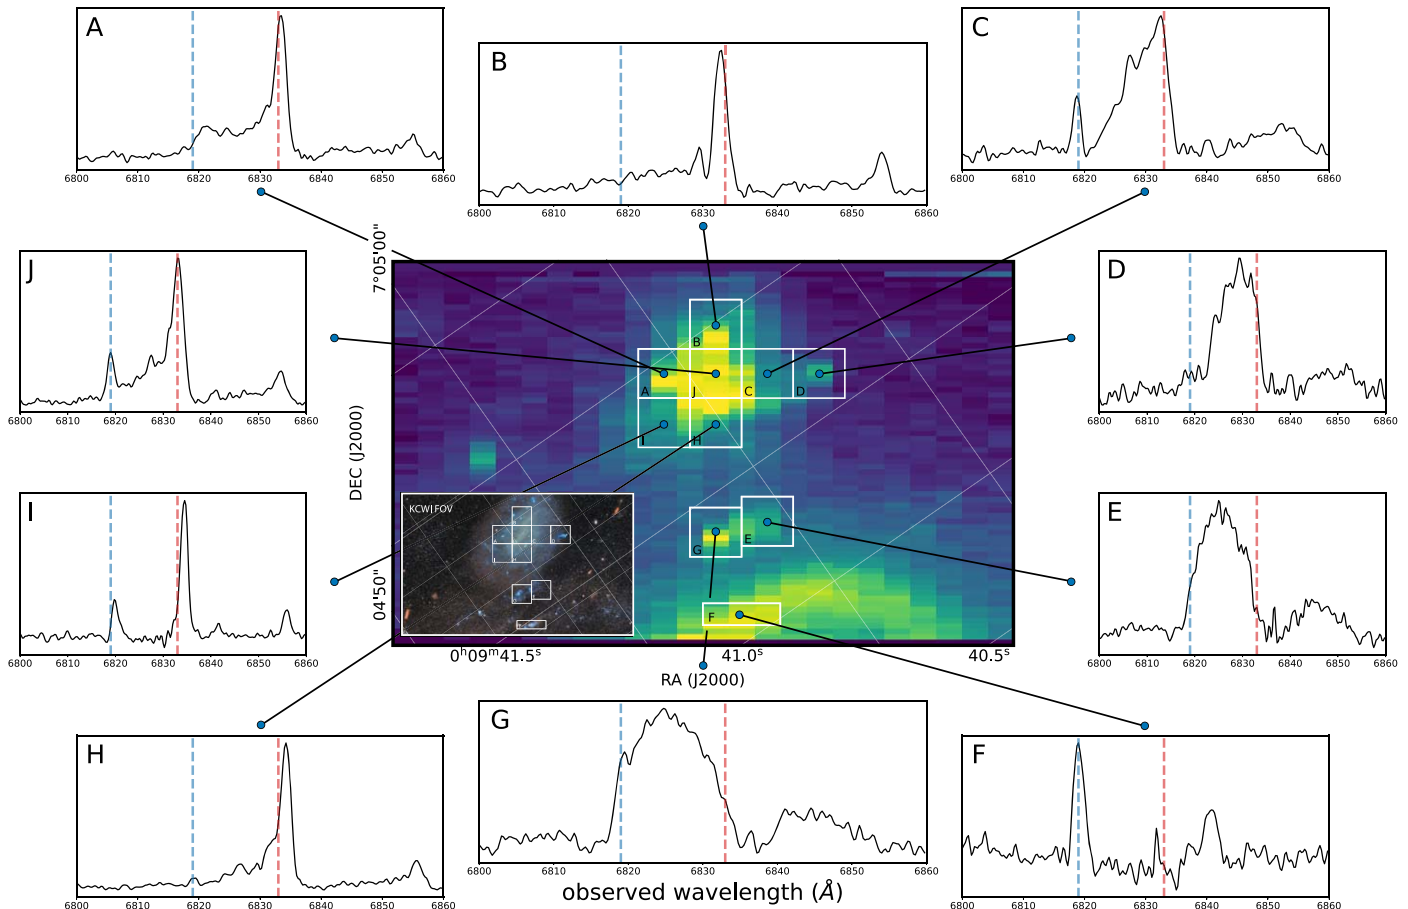 A
6800 6810 6820 6830 6840 6850 6860
B
6800 6810 6820 6830 6840 6850 6860
C
6800 6810 6820 6830 6840 6850 6860
J
6800 6810 6820 6830 6840 6850 6860
D
6800 6810 6820 6830 6840 6850 6860
I
6800 6810 6820 6830 6840 6850 6860
E
6800 6810 6820 6830 6840 6850 6860
7°05'00"
04'50"
DEC (J2000)
B
A
J
C
D
I
H
G
E
F
KCWI FOV
0ʰ09ᵐ41.5ˢ 41.0ˢ 40.5ˢ
RA (J2000)
H
6800 6810 6820 6830 6840 6850 6860
G
6800 6810 6820 6830 6840 6850 6860
observed wavelength (Å)
F
6800 6810 6820 6830 6840 6850 6860